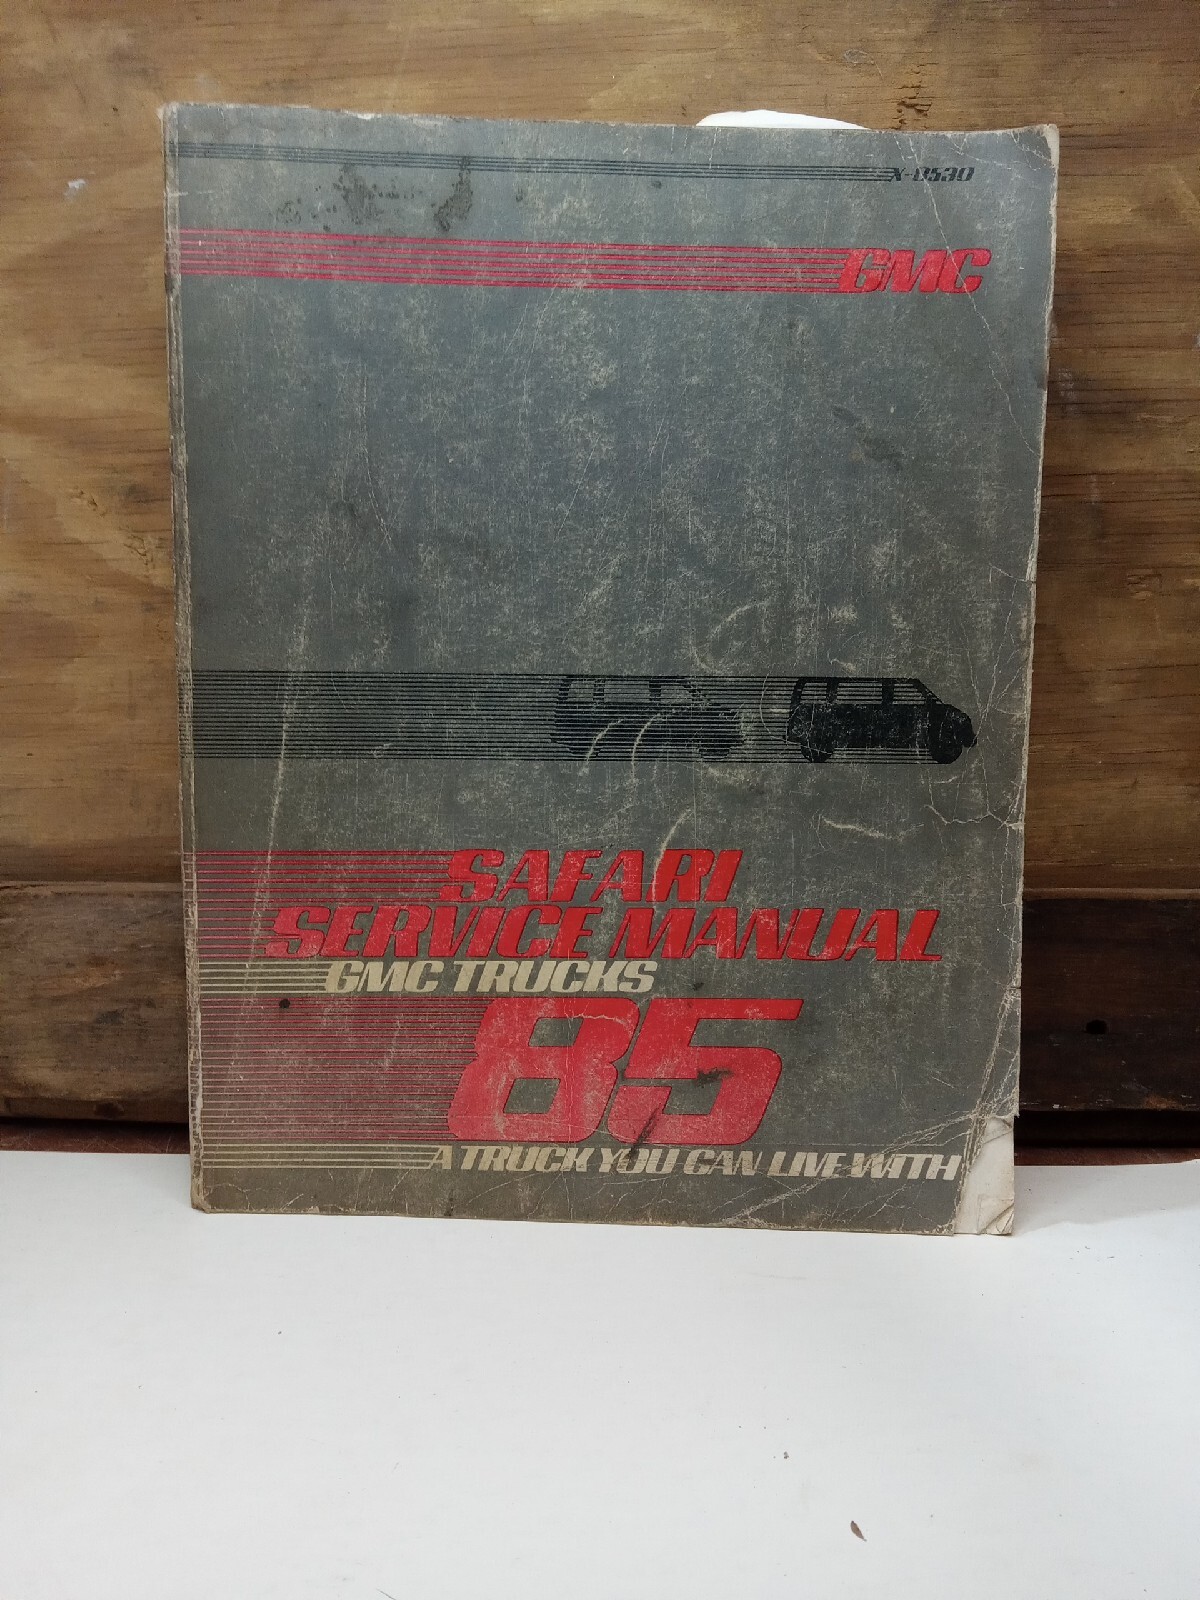 X-8530
GMC
SAFARI
SERVICE MANUAL
GMC TRUCKS
85
A TRUCK YOU CAN LIVE WITH